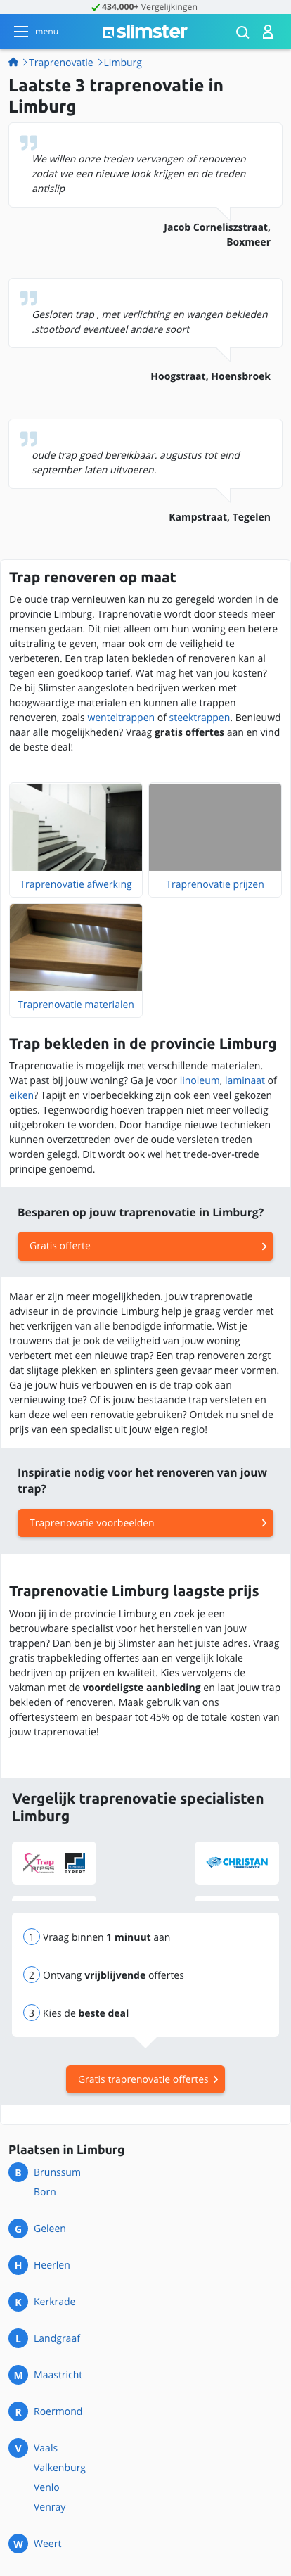 434.000+ Vergelijkingen
menu
slimster
Traprenovatie
Limburg
Laatste 3 traprenovatie in
Limburg
We willen onze treden vervangen of renoveren
zodat we een nieuwe look krijgen en de treden
antislip
Jacob Corneliszstraat,
Boxmeer
Gesloten trap , met verlichting en wangen bekleden
.stootbord eventueel andere soort
Hoogstraat, Hoensbroek
oude trap goed bereikbaar. augustus tot eind
september laten uitvoeren.
Kampstraat, Tegelen
Trap renoveren op maat
De oude trap vernieuwen kan nu zo geregeld worden in de
provincie Limburg. Traprenovatie wordt door steeds meer
mensen gedaan. Dit niet alleen om hun woning een betere
uitstraling te geven, maar ook om de veiligheid te
verbeteren. Een trap laten bekleden of renoveren kan al
tegen een goedkoop tarief. Wat mag het van jou kosten?
De bij Slimster aangesloten bedrijven werken met
hoogwaardige materialen en kunnen alle trappen
renoveren, zoals wenteltrappen of steektrappen. Benieuwd
naar alle mogelijkheden? Vraag gratis offertes aan en vind
de beste deal!
Traprenovatie afwerking
Traprenovatie prijzen
Traprenovatie materialen
Trap bekleden in de provincie Limburg
Traprenovatie is mogelijk met verschillende materialen.
Wat past bij jouw woning? Ga je voor linoleum, laminaat of
eiken? Tapijt en vloerbedekking zijn ook een veel gekozen
opties. Tegenwoordig hoeven trappen niet meer volledig
uitgebroken te worden. Door handige nieuwe technieken
kunnen overzettreden over de oude versleten treden
worden gelegd. Dit wordt ook wel het trede-over-trede
principe genoemd.
Besparen op jouw traprenovatie in Limburg?
Gratis offerte
Maar er zijn meer mogelijkheden. Jouw traprenovatie
adviseur in de provincie Limburg help je graag verder met
het verkrijgen van alle benodigde informatie. Wist je
trouwens dat je ook de veiligheid van jouw woning
verbetert met een nieuwe trap? Een trap renoveren zorgt
dat slijtage plekken en splinters geen gevaar meer vormen.
Ga je jouw huis verbouwen en is de trap ook aan
vernieuwing toe? Of is jouw bestaande trap versleten en
kan deze wel een renovatie gebruiken? Ontdek nu snel de
prijs van een specialist uit jouw eigen regio!
Inspiratie nodig voor het renoveren van jouw
trap?
Traprenovatie voorbeelden
Traprenovatie Limburg laagste prijs
Woon jij in de provincie Limburg en zoek je een
betrouwbare specialist voor het herstellen van jouw
trappen? Dan ben je bij Slimster aan het juiste adres. Vraag
gratis trapbekleding offertes aan en vergelijk lokale
bedrijven op prijzen en kwaliteit. Kies vervolgens de
vakman met de voordeligste aanbieding en laat jouw trap
bekleden of renoveren. Maak gebruik van ons
offertesysteem en bespaar tot 45% op de totale kosten van
jouw traprenovatie!
Vergelijk traprenovatie specialisten
Limburg
Trap
press
EXPERT
CHRISTIAN
1 Vraag binnen 1 minuut aan
2 Ontvang vrijblijvende offertes
3 Kies de beste deal
Gratis traprenovatie offertes
Plaatsen in Limburg
B Brunssum
Born
G Geleen
H Heerlen
K Kerkrade
L Landgraaf
M Maastricht
R Roermond
V Vaals
Valkenburg
Venlo
Venray
W Weert